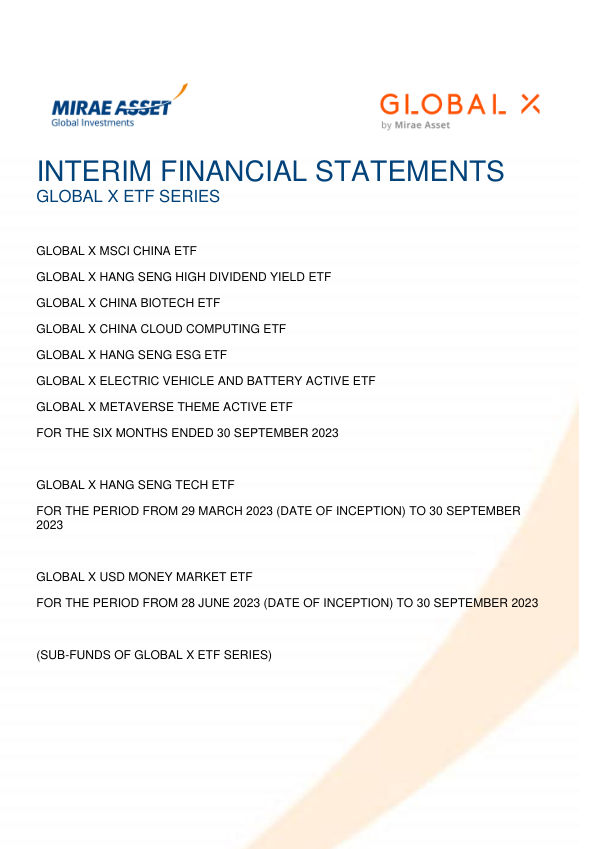 MIRAE ASSET
Global Investments
GLOBAL X
by Mirae Asset
INTERIM FINANCIAL STATEMENTS
GLOBAL X ETF SERIES
GLOBAL X MSCI CHINA ETF
GLOBAL X HANG SENG HIGH DIVIDEND YIELD ETF
GLOBAL X CHINA BIOTECH ETF
GLOBAL X CHINA CLOUD COMPUTING ETF
GLOBAL X HANG SENG ESG ETF
GLOBAL X ELECTRIC VEHICLE AND BATTERY ACTIVE ETF
GLOBAL X METAVERSE THEME ACTIVE ETF
FOR THE SIX MONTHS ENDED 30 SEPTEMBER 2023
GLOBAL X HANG SENG TECH ETF
FOR THE PERIOD FROM 29 MARCH 2023 (DATE OF INCEPTION) TO 30 SEPTEMBER
2023
GLOBAL X USD MONEY MARKET ETF
FOR THE PERIOD FROM 28 JUNE 2023 (DATE OF INCEPTION) TO 30 SEPTEMBER 2023
(SUB-FUNDS OF GLOBAL X ETF SERIES)